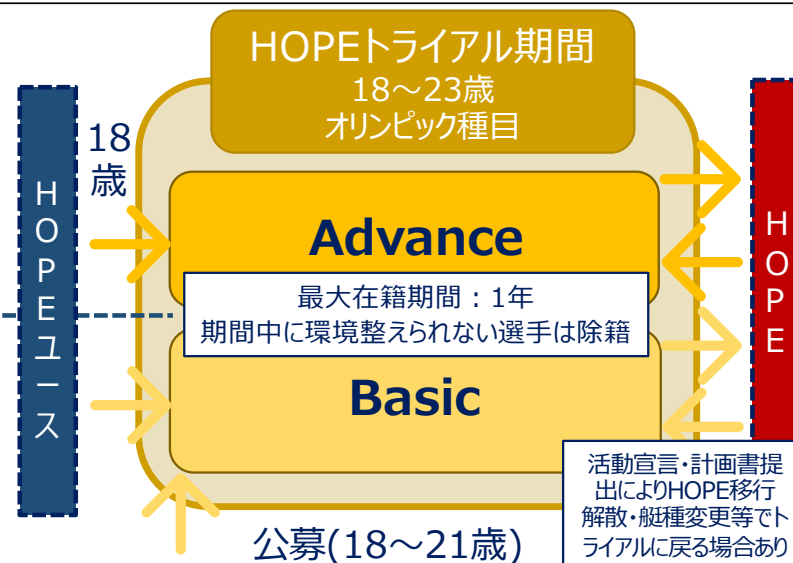 HOPEトライアル期間
18～23歳
オリンピック種目
18
歳
HOPEユース
Advance
最大在籍期間：1年
期間中に環境整えられない選手は除籍
Basic
HOPE
活動宣言・計画書提
出によりHOPE移行
解散・艇種変更等でト
ライアルに戻る場合あり
公募(18～21歳)